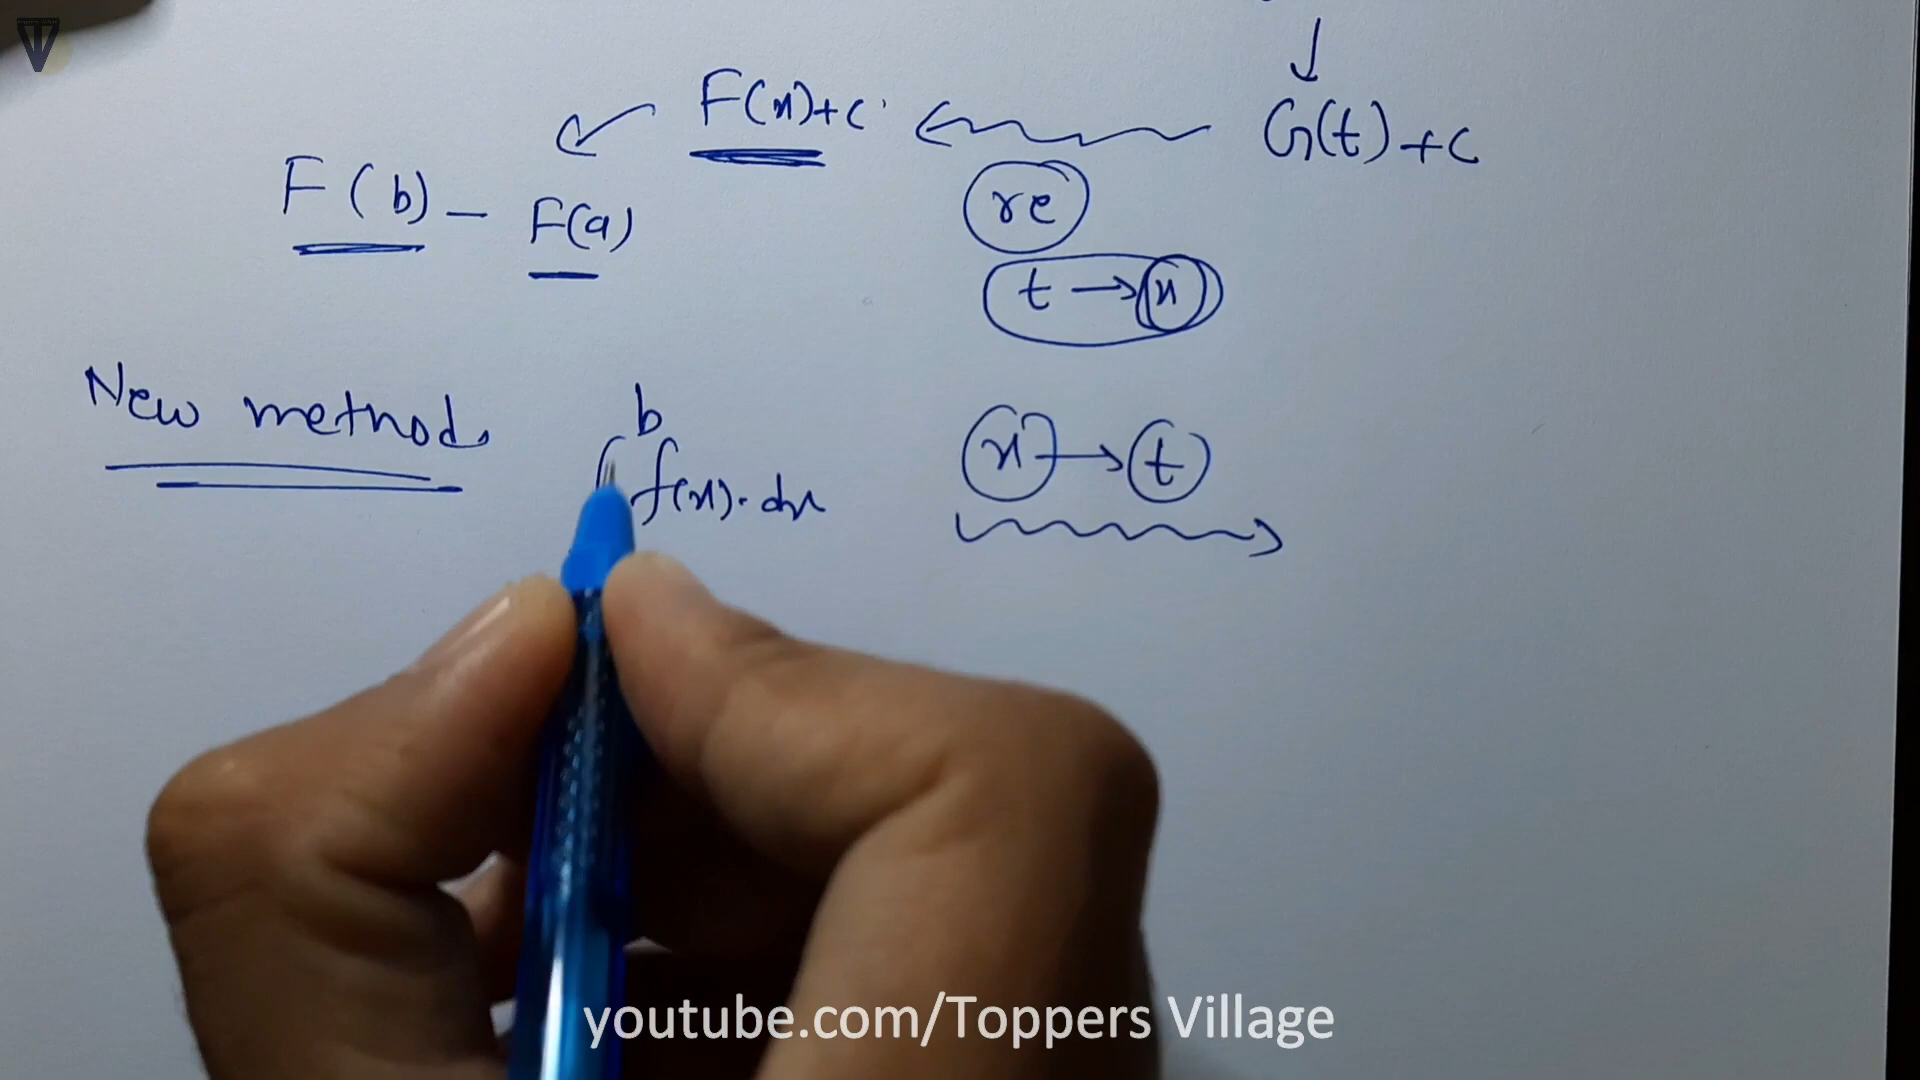 ↓
F(x)+c ← G(t)+c
F(b) – F(a)
re
t → x
New method
b
∫ f(x). dx
x → t
youtube.com/Toppers Village